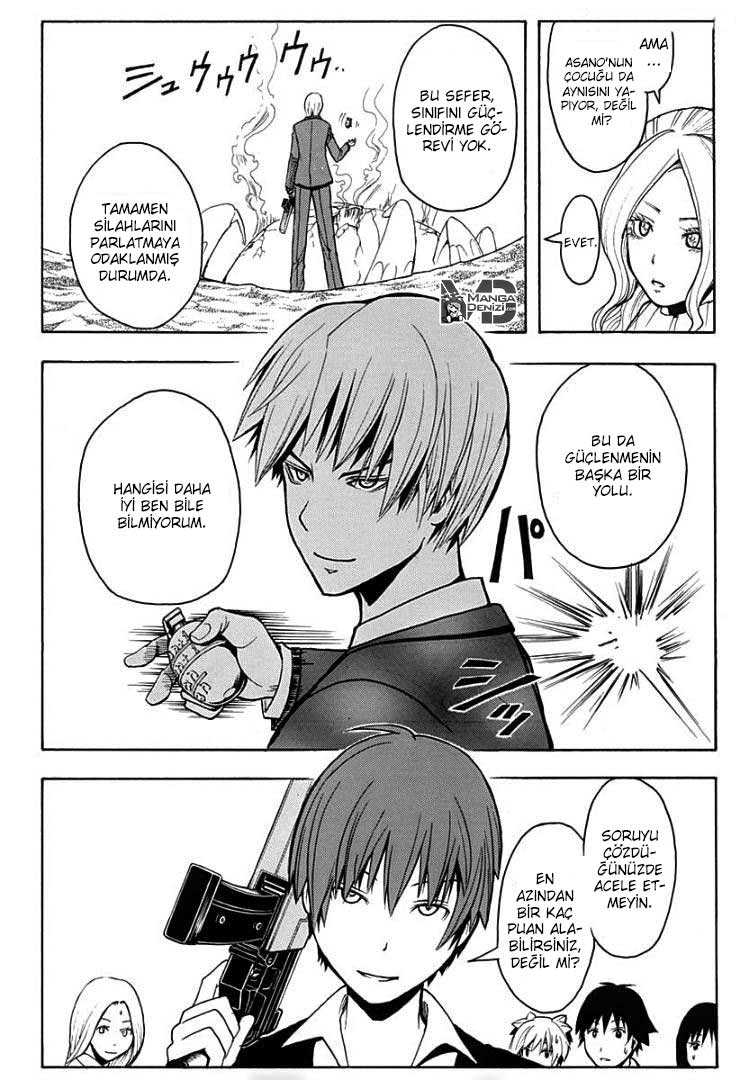 AMA
...
ASANO'NUN
ÇOCUĞU DA
AYNISINI YA-
PIYOR, DEĞİL
Mİ?
EVET.
シュウゥウゥ
BU SEFER,
SINIFINI GÜÇ-
LENDİRME GÖ-
REVİ YOK.
TAMAMEN
SİLAHLARINI
PARLATMAYA
ODAKLANMIŞ
DURUMDA.
MD
MANGA
DENİZİ
BU DA
GÜÇLENMENİN
BAŞKA BİR
YOLU.
HANGİSİ DAHA
İYİ BEN BİLE
BİLMİYORUM.
パシッ
SORUYU
ÇÖZDÜ-
ĞÜNÜZDE
ACELE ET-
MEYİN.
EN
AZINDAN
BİR KAÇ
PUAN ALA-
BİLİRSİNİZ,
DEĞİL Mİ?